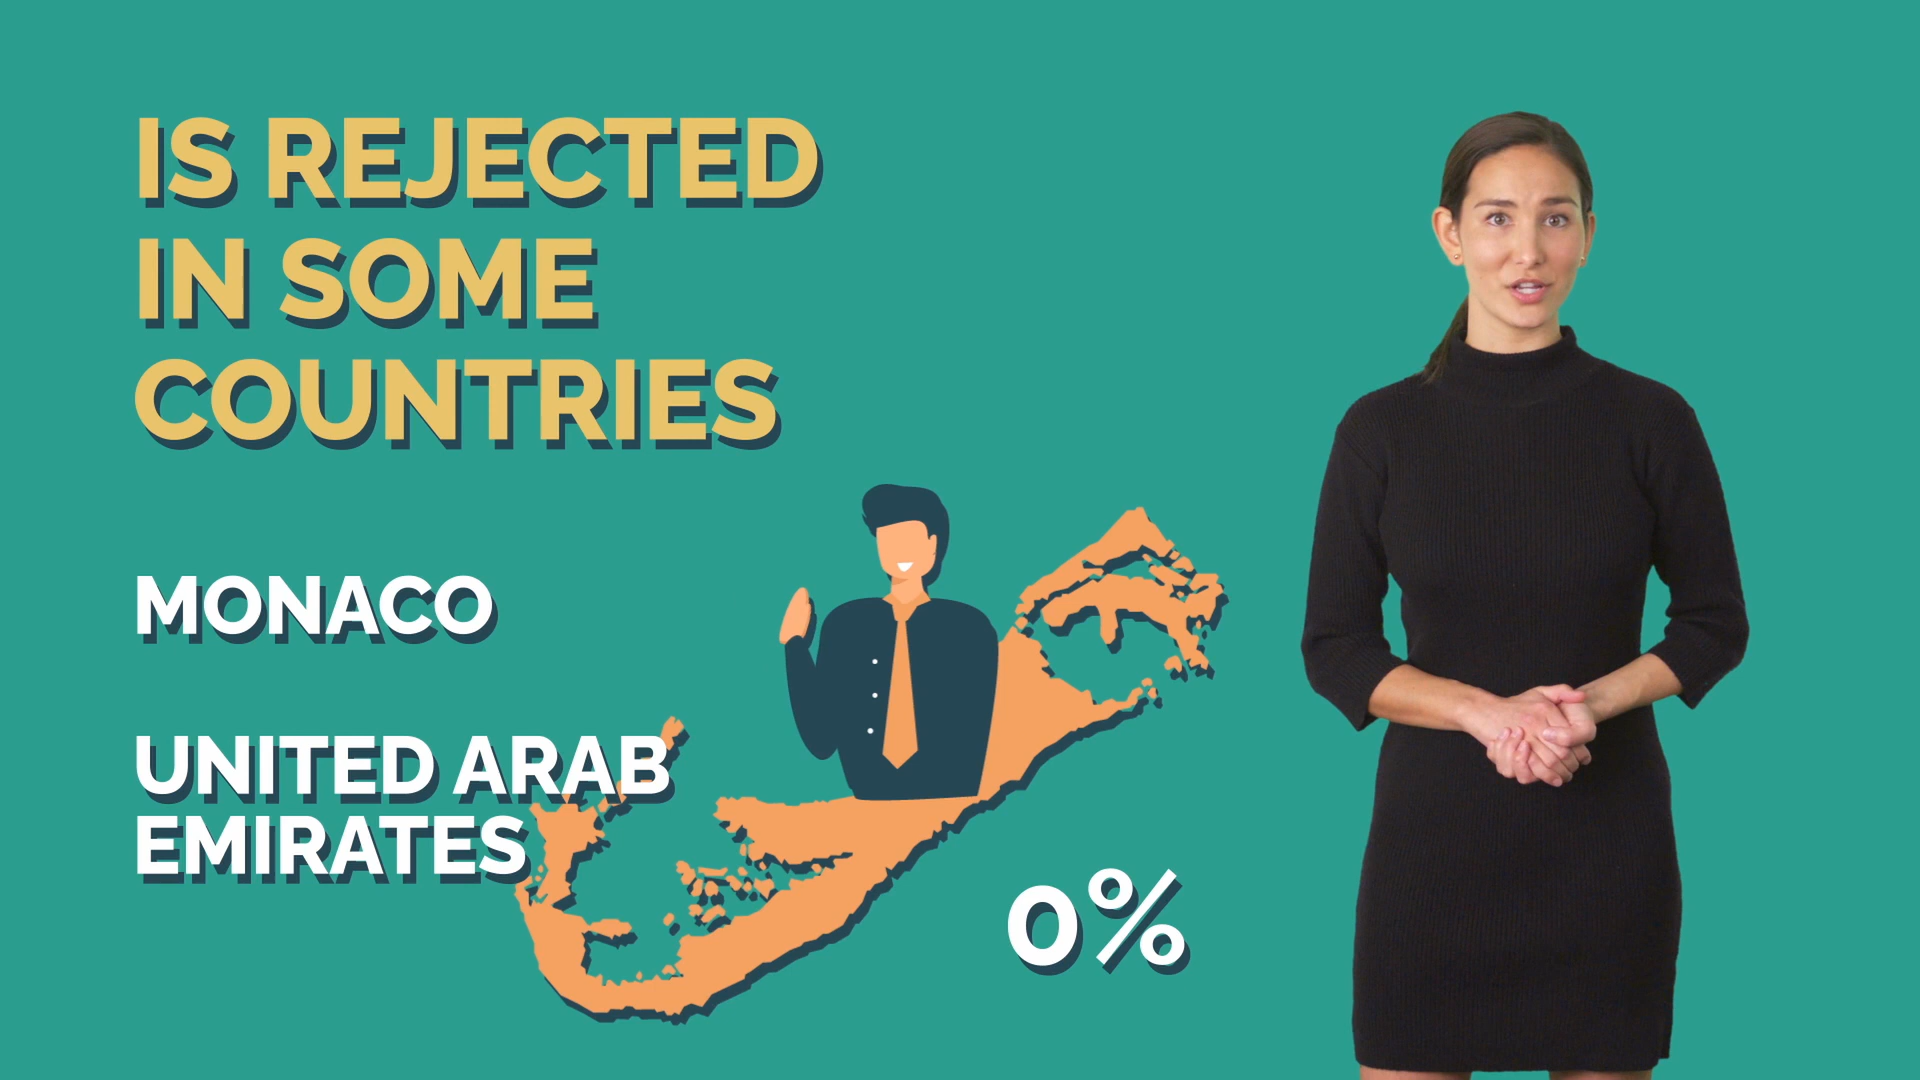 IS REJECTED
IN SOME
COUNTRIES
MONACO
UNITED ARAB
EMIRATES
0%